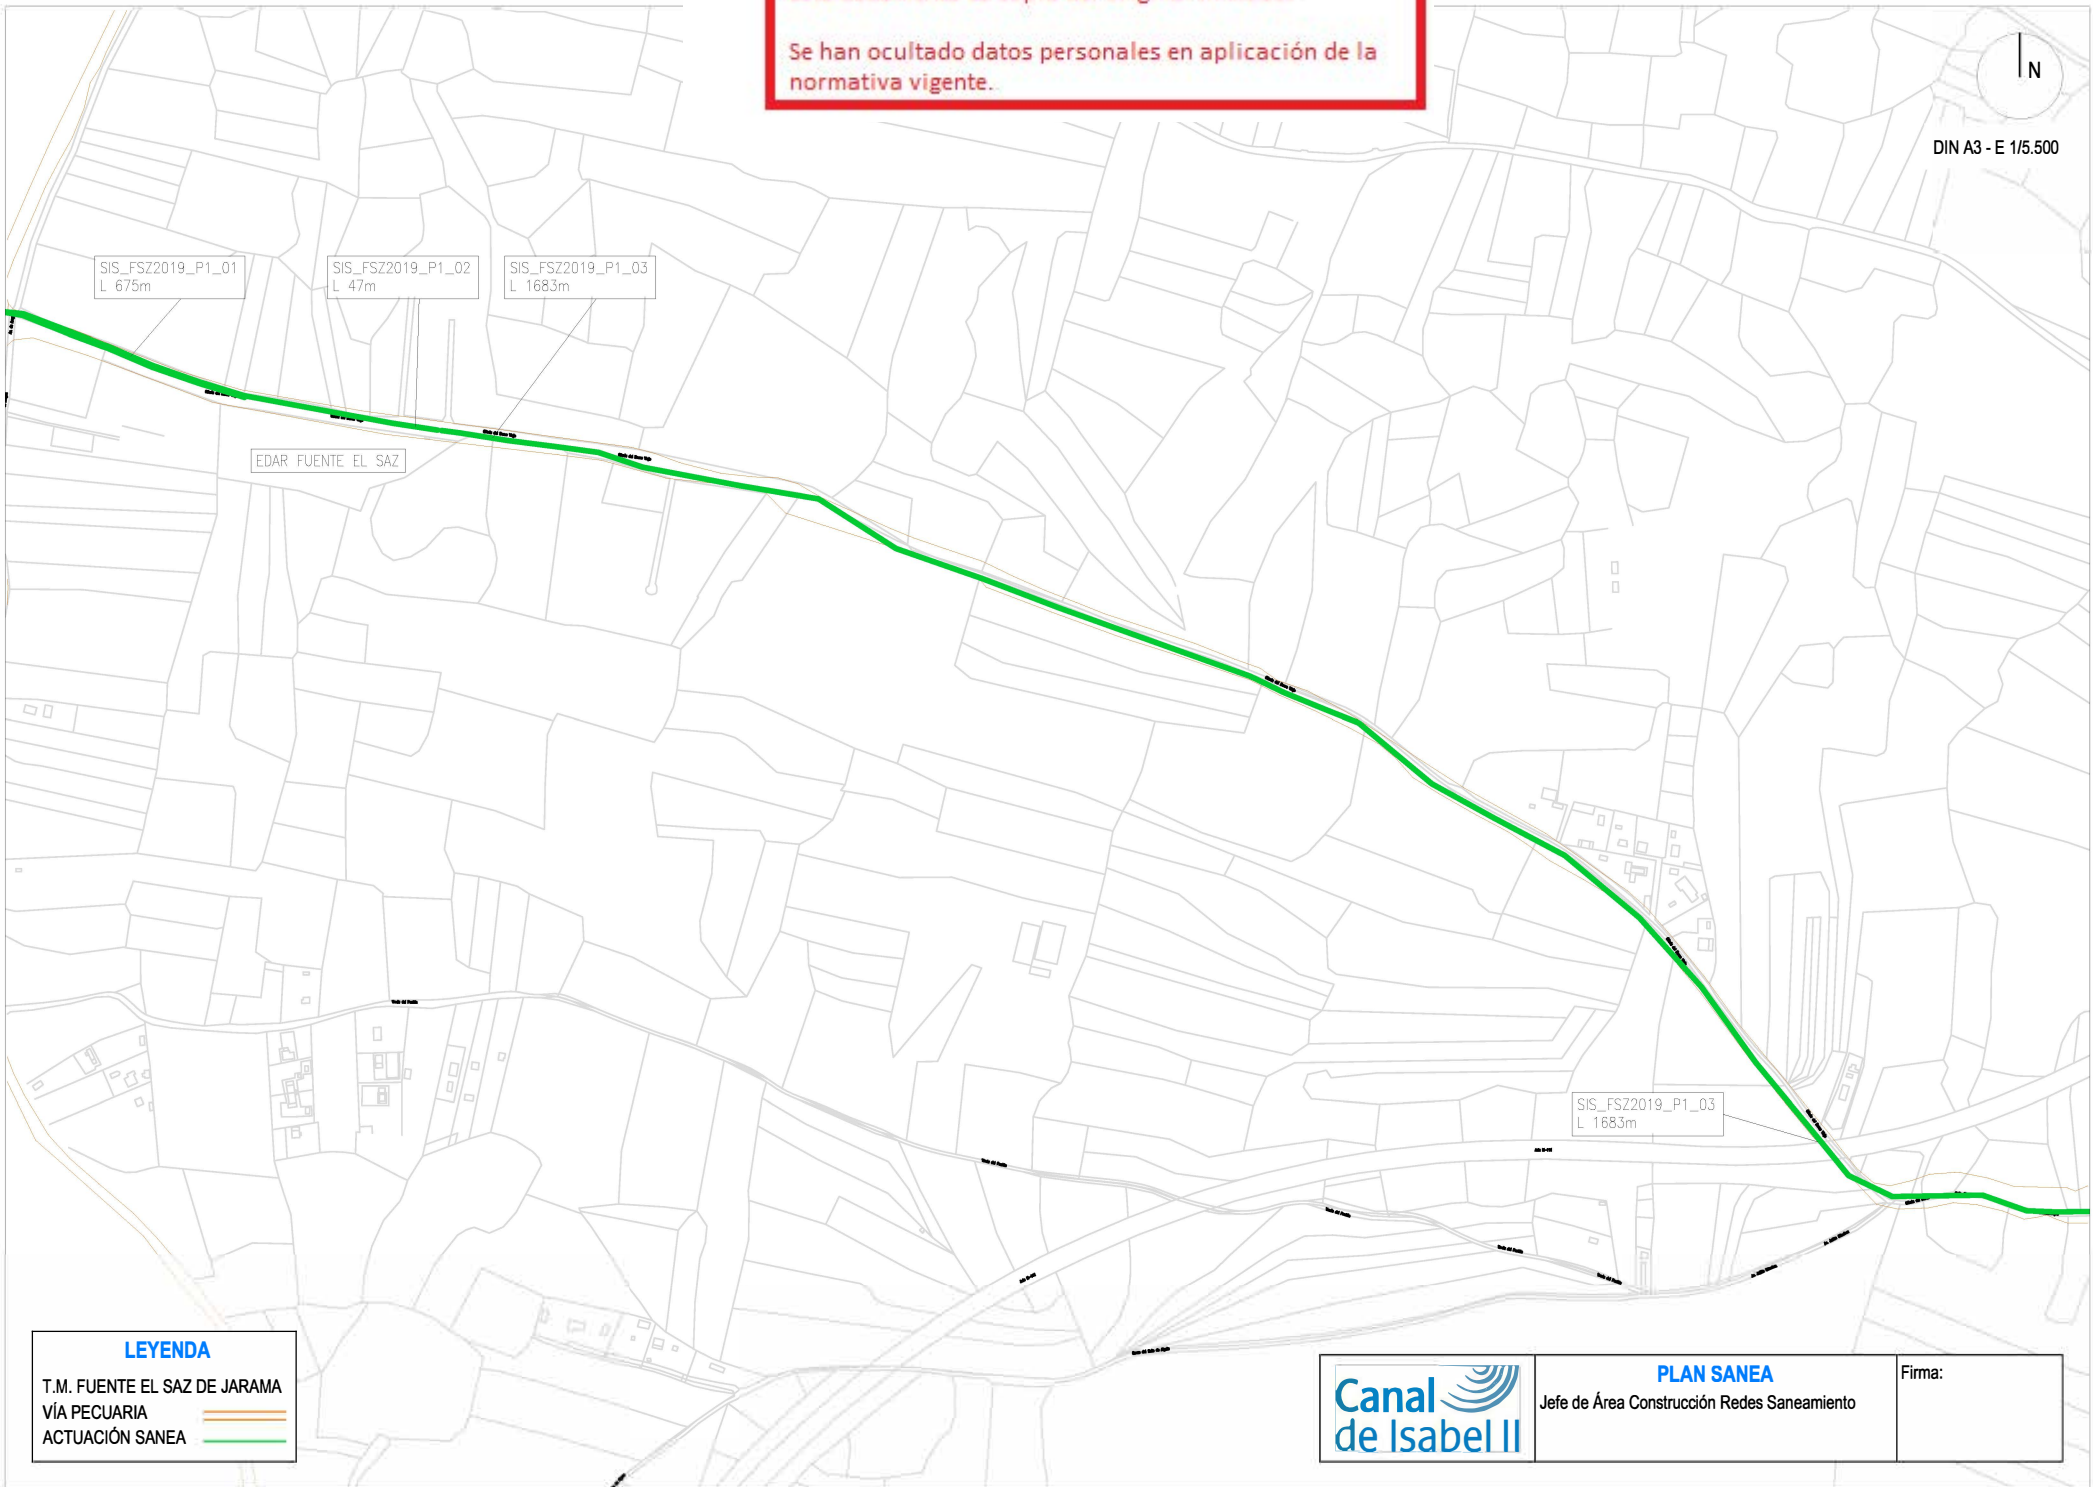 Se han ocultado datos personales en aplicación de la
normativa vigente.
N
DIN A3 - E 1/5.500
SIS_FSZ2019_P1_01
L 675m
SIS_FSZ2019_P1_02
L 47m
SIS_FSZ2019_P1_03
L 1683m
EDAR FUENTE EL SAZ
SIS_FSZ2019_P1_03
L 1683m
LEYENDA
T.M. FUENTE EL SAZ DE JARAMA
VÍA PECUARIA
ACTUACIÓN SANEA
Canal
de Isabel II
PLAN SANEA
Jefe de Área Construcción Redes Saneamiento
Firma: